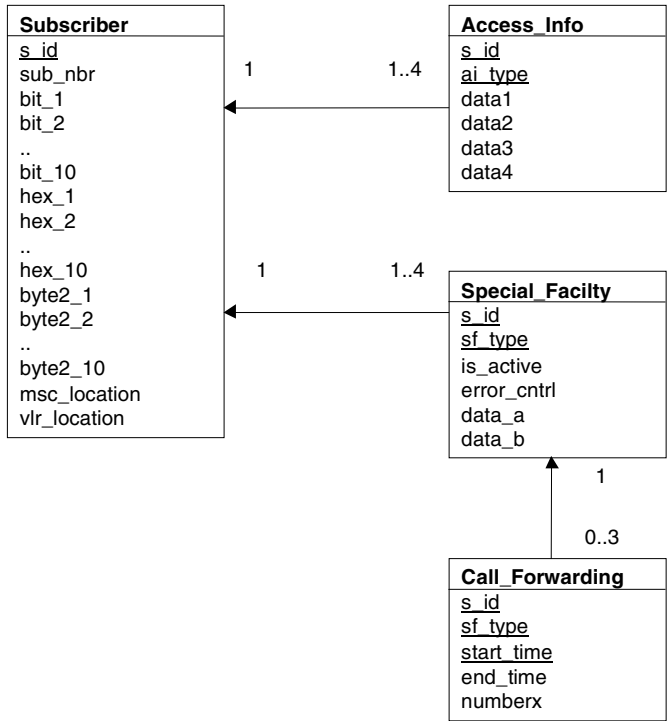 Subscriber
s_id
sub_nbr
bit_1
bit_2
..
bit_10
hex_1
hex_2
..
hex_10
byte2_1
byte2_2
..
byte2_10
msc_location
vlr_location
1
1..4
Access_Info
s_id
ai_type
data1
data2
data3
data4
1
1..4
Special_Facilty
s_id
sf_type
is_active
error_cntrl
data_a
data_b
1
0..3
Call_Forwarding
s_id
sf_type
start_time
end_time
numberx